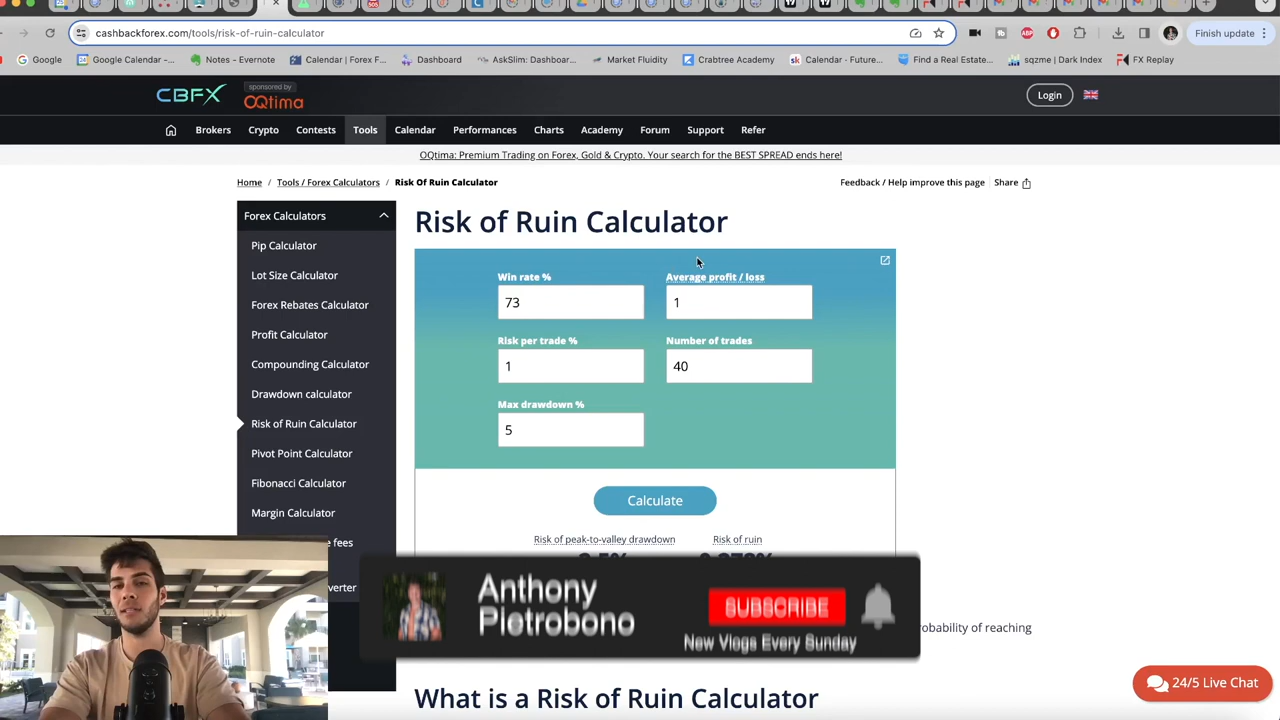 cashbackforex.com/tools/risk-of-ruin-calculator
Finish update
Google
Google Calendar -...
Notes - Evernote
Calendar | Forex F...
Dashboard
AskSlim: Dashboar...
Market Fluidity
Crabtree Academy
Calendar - Future...
Find a Real Estate...
sqzme | Dark Index
FX Replay
CBFX
sponsored by
OQtima
Login
Brokers
Crypto
Contests
Tools
Calendar
Performances
Charts
Academy
Forum
Support
Refer
OQtima: Premium Trading on Forex, Gold & Crypto. Your search for the BEST SPREAD ends here!
Home / Tools / Forex Calculators / Risk Of Ruin Calculator
Feedback / Help improve this page
Share
Forex Calculators
Pip Calculator
Lot Size Calculator
Forex Rebates Calculator
Profit Calculator
Compounding Calculator
Drawdown calculator
Risk of Ruin Calculator
Pivot Point Calculator
Fibonacci Calculator
Margin Calculator
fees
verter
Risk of Ruin Calculator
Win rate %
Average profit / loss
73
1
Risk per trade %
Number of trades
1
40
Max drawdown %
5
Calculate
Risk of peak-to-valley drawdown
Risk of ruin
Anthony
Pietrobono
SUBSCRIBE
New Vlogs Every Sunday
obability of reaching
What is a Risk of Ruin Calculator
24/5 Live Chat